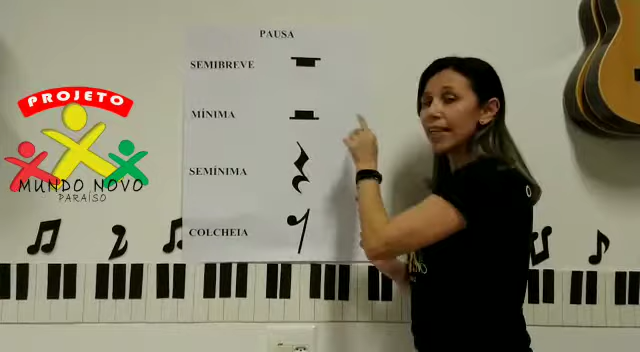 PAUSA
SEMIBREVE
MÍNIMA
SEMÍNIMA
COLCHEIA
PROJETO
MUNDO NOVO
PARAÍSO